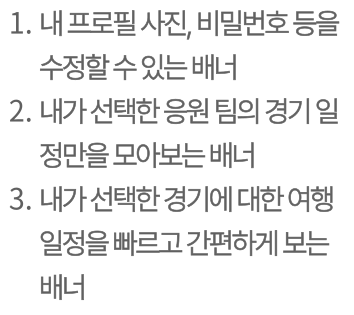 1. 내 프로필 사진, 비밀번호 등을
수정할 수 있는 배너
2. 내가 선택한 응원 팀의 경기 일
정만을 모아보는 배너
3. 내가 선택한 경기에 대한 여행
일정을 빠르고 간편하게 보는
배너